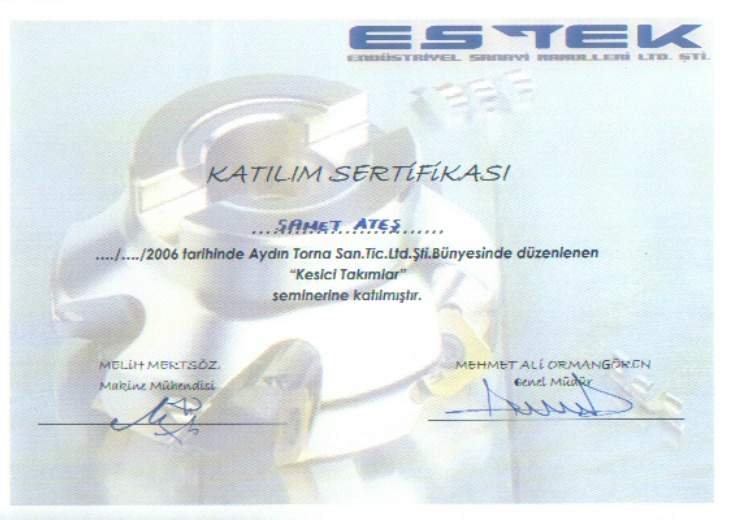 ESTEK
ENDÜSTRİYEL SANAYİ MAMULLERİ LTD. ŞTİ.
KATILIM SERTİFİKASI
SAMET ATEŞ
..../..../2006 tarihinde Aydın Torna San.Tic.Ltd.Şti.Bünyesinde düzenlenen
“Kesici Takımlar”
seminerine katılmıştır.
MELİH MERTSÖZ
MEHMET ALİ ORMANGÖREN
Makine Mühendisi
Genel Müdür